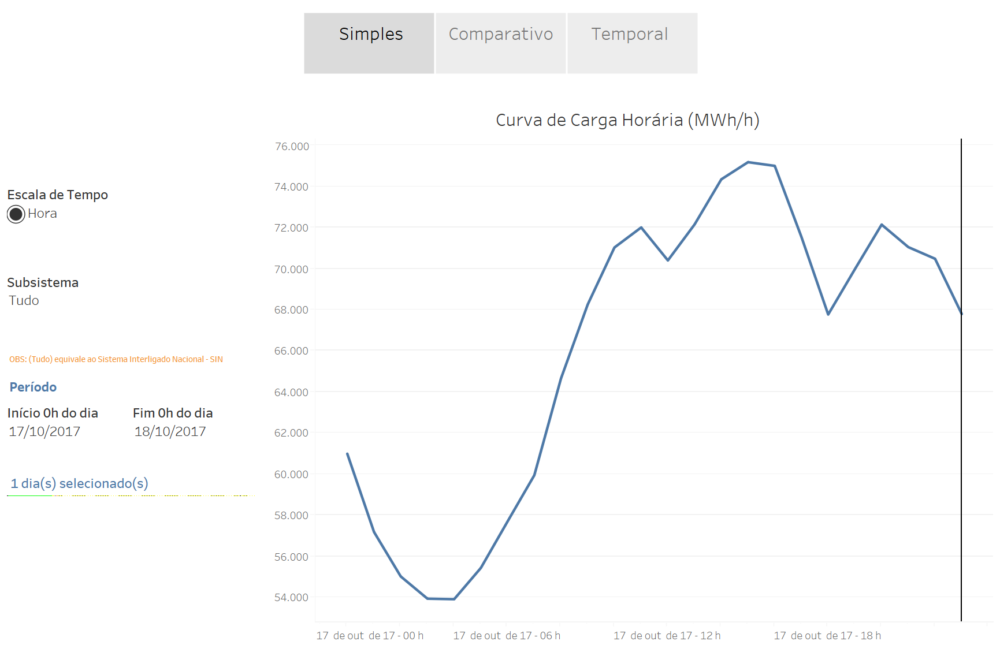 Simples Comparativo Temporal
Curva de Carga Horária (MWh/h)
Escala de Tempo
Hora
Subsistema
Tudo
OBS: (Tudo) equivale ao Sistema Interligado Nacional - SIN
Período
Início 0h do dia Fim 0h do dia
17/10/2017 18/10/2017
1 dia(s) selecionado(s)
76.000
74.000
72.000
70.000
68.000
66.000
64.000
62.000
60.000
58.000
56.000
54.000
17 de out de 17 - 00 h 17 de out de 17 - 06 h 17 de out de 17 - 12 h 17 de out de 17 - 18 h